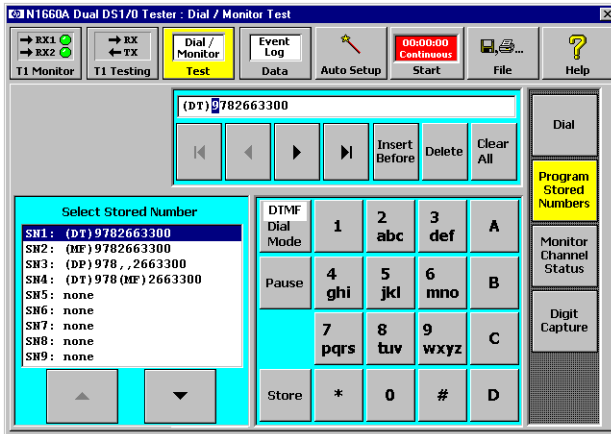 N1660A Dual DS1/0 Tester : Dial / Monitor Test
RX1
RX2
T1 Monitor
RX
TX
T1 Testing
Dial /
Monitor
Test
Event
Log
Data
Auto Setup
00:00:00
Continuous
Start
File
Help
(DT)9782663300
Insert
Before
Delete
Clear
All
Dial
Program
Stored
Numbers
Monitor
Channel
Status
Digit
Capture
Select Stored Number
SN1: (DT)9782663300
SN2: (MF)9782663300
SN3: (DP)978,,2663300
SN4: (DT)978(MF)2663300
SN5: none
SN6: none
SN7: none
SN8: none
SN9: none
DTMF
Dial
Mode
1
2
abc
3
def
A
Pause
4
ghi
5
jkl
6
mno
B
7
pqrs
8
tuv
9
wxyz
C
Store
*
0
#
D